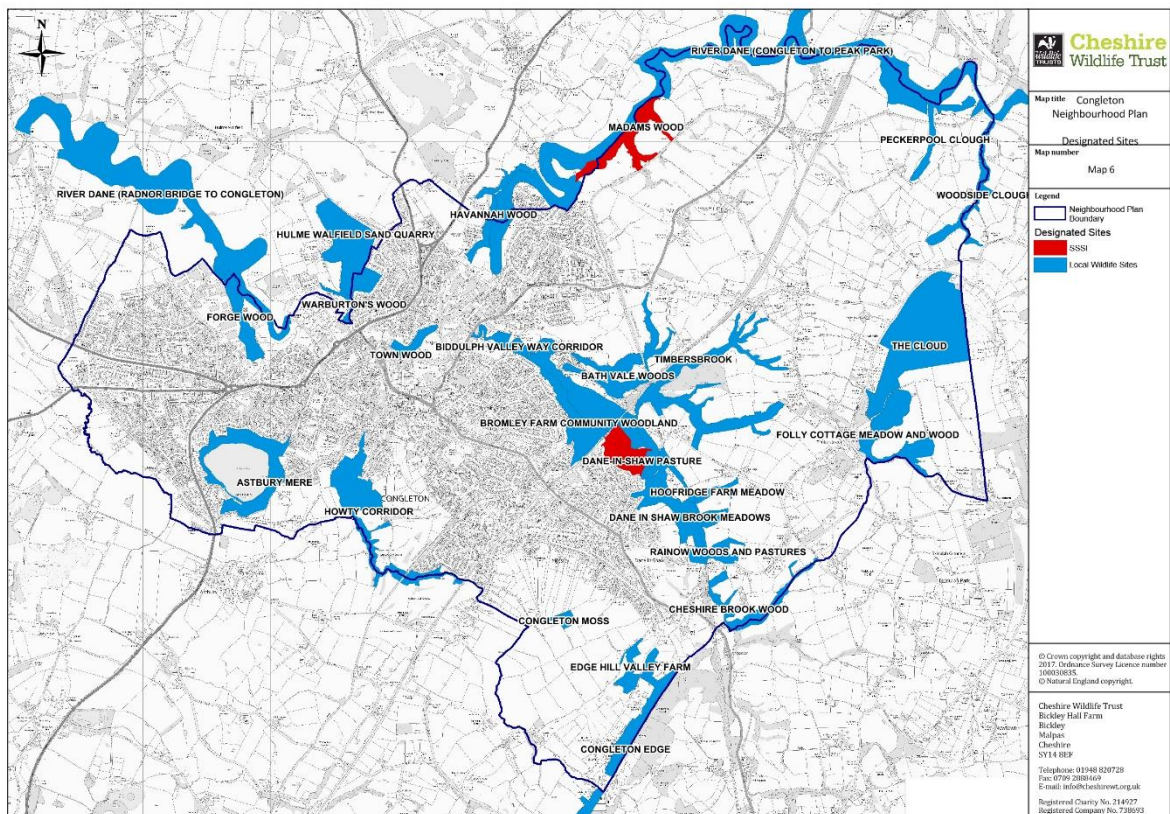 N
RIVER DANE (CONGLETON TO PEAK PARK)
MADAMS WOOD
PECKERPOOL CLOUGH
RIVER DANE (RADNOR BRIDGE TO CONGLETON)
WOODSIDE CLOUGH
HAVANNAH WOOD
HULME WALFIELD SAND QUARRY
WARBURTON'S WOOD
FORGE WOOD
BIDDULPH VALLEY WAY CORRIDOR
THE CLOUD
TOWN WOOD
TIMBERSBROOK
BATH VALE WOODS
BROMLEY FARM COMMUNITY WOODLAND
FOLLY COTTAGE MEADOW AND WOOD
DANE-IN-SHAW PASTURE
ASTBURY MERE
HOOFRIDGE FARM MEADOW
CONGLETON
HOWTY CORRIDOR
DANE IN SHAW BROOK MEADOWS
RAINOW WOODS AND PASTURES
CHESHIRE BROOK WOOD
CONGLETON MOSS
EDGE HILL VALLEY FARM
CONGLETON EDGE
Wildlife
TRUSTS
Cheshire
Wildlife Trust
Map title Congleton
Neighbourhood Plan
Designated Sites
Map number
Map 6
Legend
Neighbourhood Plan
Boundary
Designated Sites
SSSI
Local Wildlife Sites
© Crown copyright and database rights
2017. Ordnance Survey Licence number
100030835.
© Natural England copyright.
Cheshire Wildlife Trust
Bickley Hall Farm
Bickley
Malpas
Cheshire
SY14 8EF
Telephone: 01948 820728
Fax: 0709 2888469
E-mail: info@cheshirewt.org.uk
Registered Charity No. 214927
Registered Company No. 738693